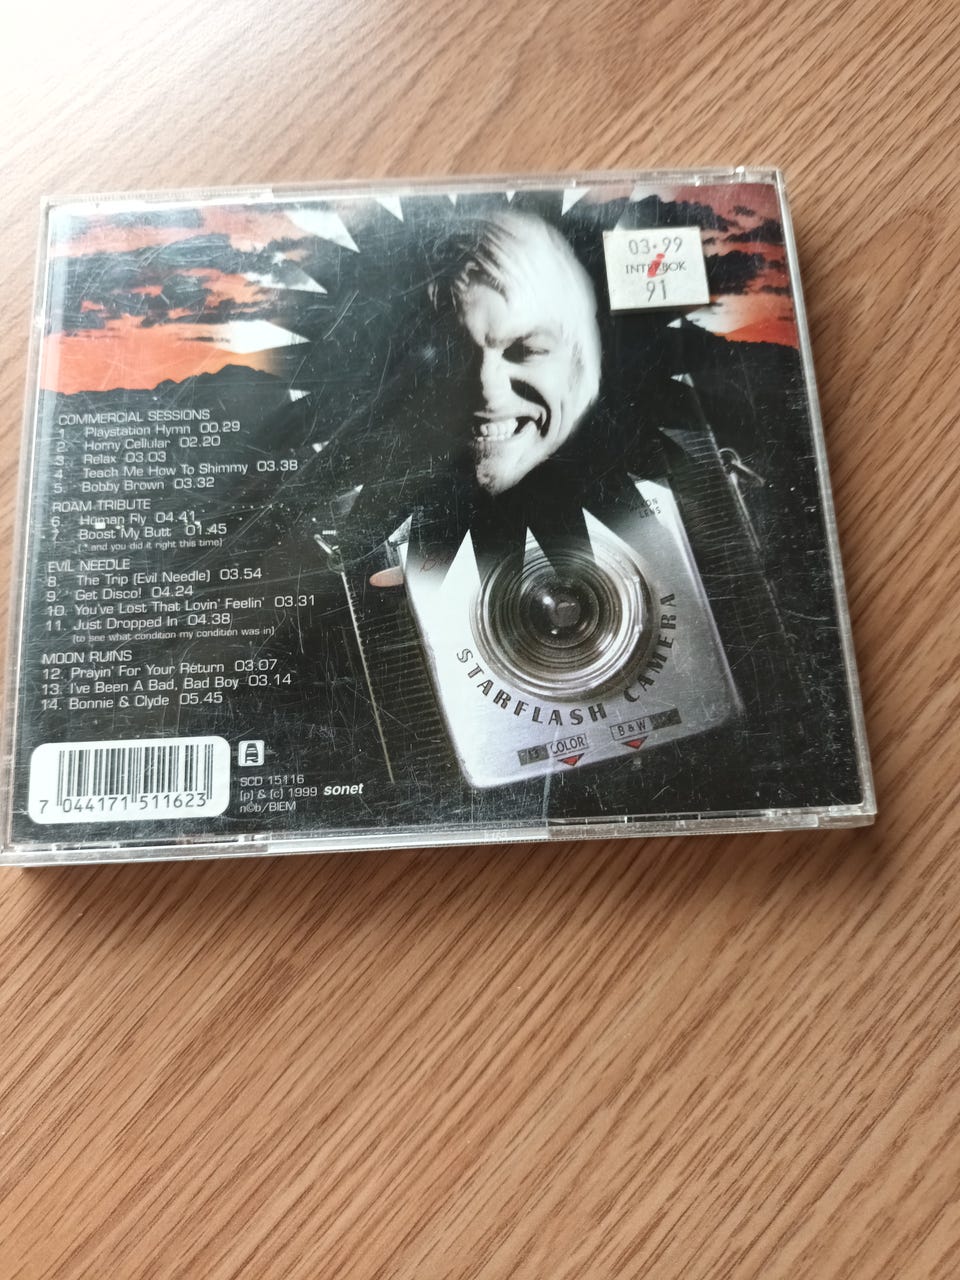 03·99
INTERBOK
91
COMMERCIAL SESSIONS
1. Playstation Hymn 00.29
2. Horny Cellular 02.20
3. Relax 03.03
4. Teach Me How To Shimmy 03.38
5. Bobby Brown 03.32
ROAM TRIBUTE
6. Human Fly 04.41
7. Boost My Butt 01.45
(* and you did it right this time)
EVIL NEEDLE
8. The Trip (Evil Needle) 03.54
9. Get Disco! 04.24
10. You've Lost That Lovin' Feelin' 03.31
11. Just Dropped In 04.38
(to see what condition my condition was in)
MOON RUINS
12. Prayin' For Your Return 03.07
13. I've Been A Bad, Bad Boy 03.14
14. Bonnie & Clyde 05.45
LENS
STARFLASH CAMERA
13 COLOR
B & W
7 044171 511623
SCD 15116
(p) & (c) 1999 sonet
n©b/BIEM